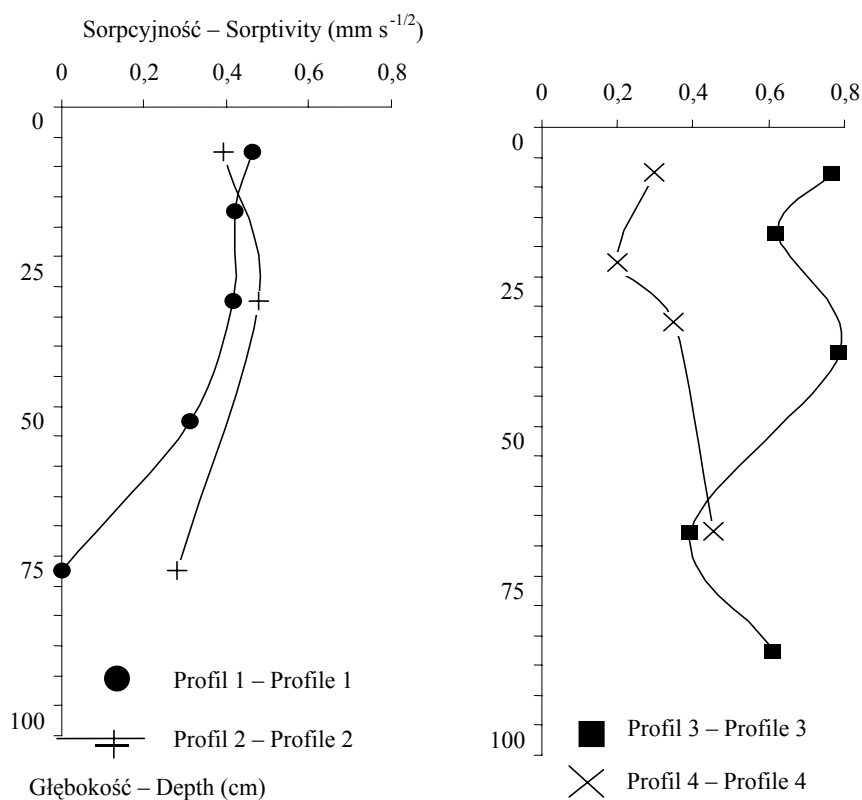 Sorpcyjność – Sorptivity (mm s-1/2)
0 0,2 0,4 0,6 0,8
0
25
50
75
100
Profil 1 – Profile 1
Profil 2 – Profile 2
Głębokość – Depth (cm)
0 0,2 0,4 0,6 0,8
0
25
50
75
100
Profil 3 – Profile 3
Profil 4 – Profile 4